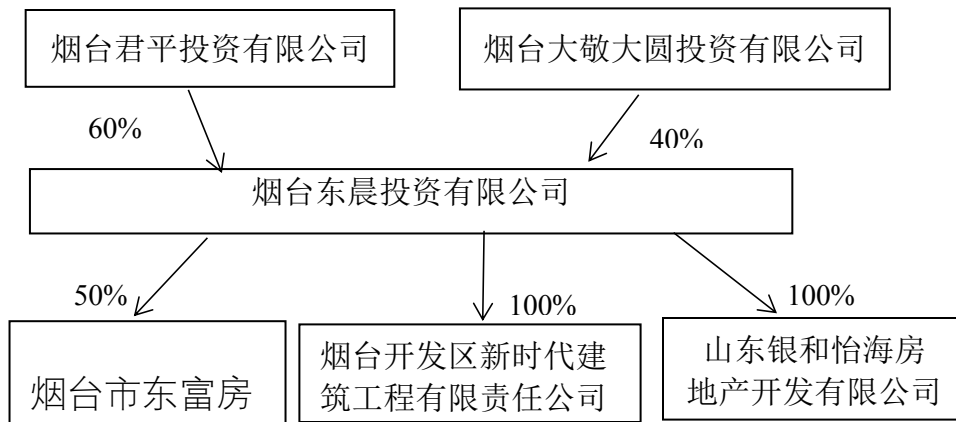 烟台君平投资有限公司
烟台大敬大圆投资有限公司
60%
40%
烟台东晨投资有限公司
50%
100%
100%
烟台市东富房
烟台开发区新时代建
筑工程有限责任公司
山东银和怡海房
地产开发有限公司